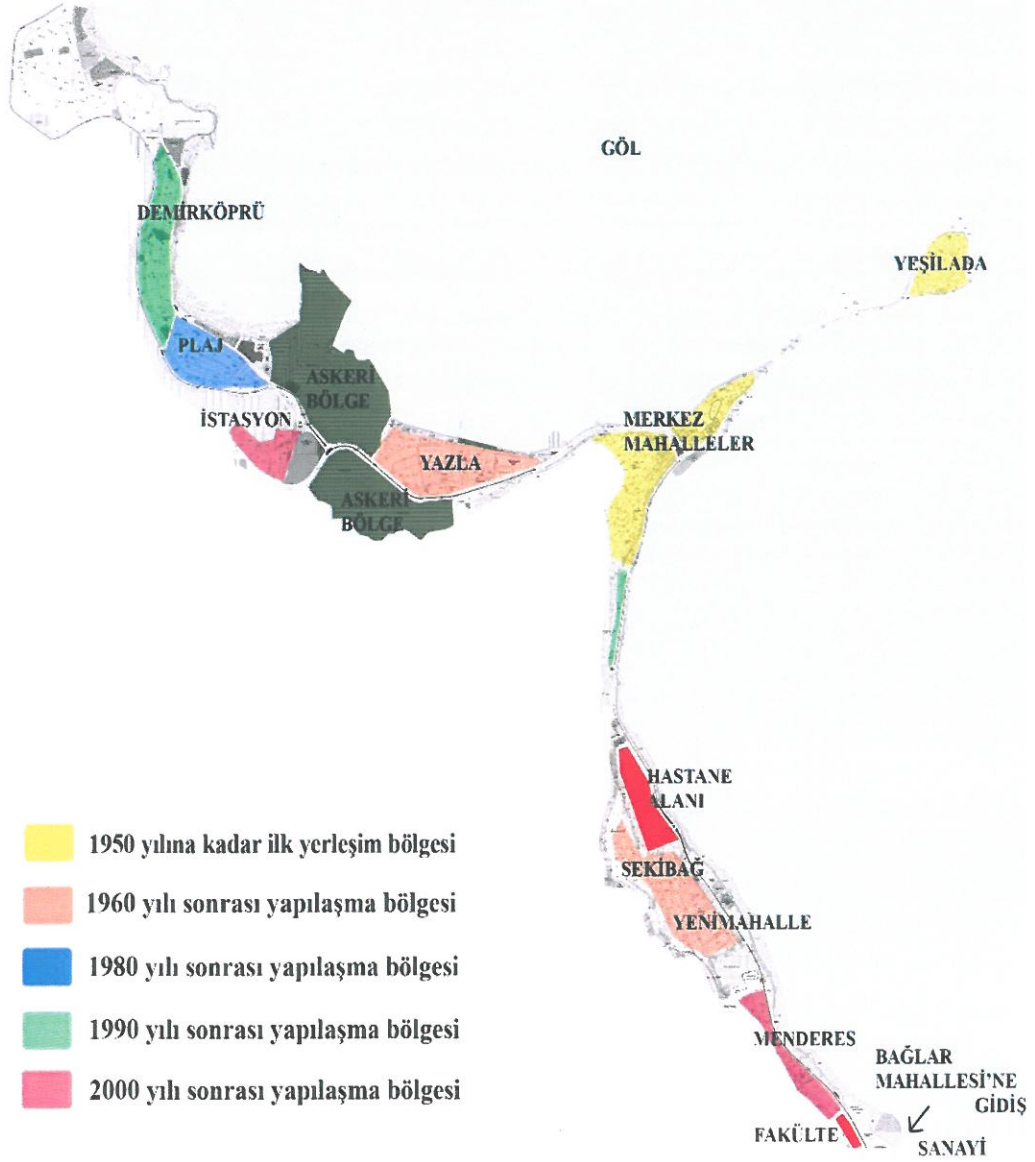 GÖL
DEMİRKÖPRÜ
YEŞİLADA
PLAJ
ASKERİ
BÖLGE
İSTASYON
MERKEZ
MAHALLELER
YAZLA
ASKERİ
BÖLGE
HASTANE
ALANI
SEKİBAĞ
YENİMAHALLE
MENDERES
BAĞLAR
MAHALLESİ'NE
GİDİŞ
FAKÜLTE
SANAYİ
1950 yılına kadar ilk yerleşim bölgesi
1960 yılı sonrası yapılaşma bölgesi
1980 yılı sonrası yapılaşma bölgesi
1990 yılı sonrası yapılaşma bölgesi
2000 yılı sonrası yapılaşma bölgesi